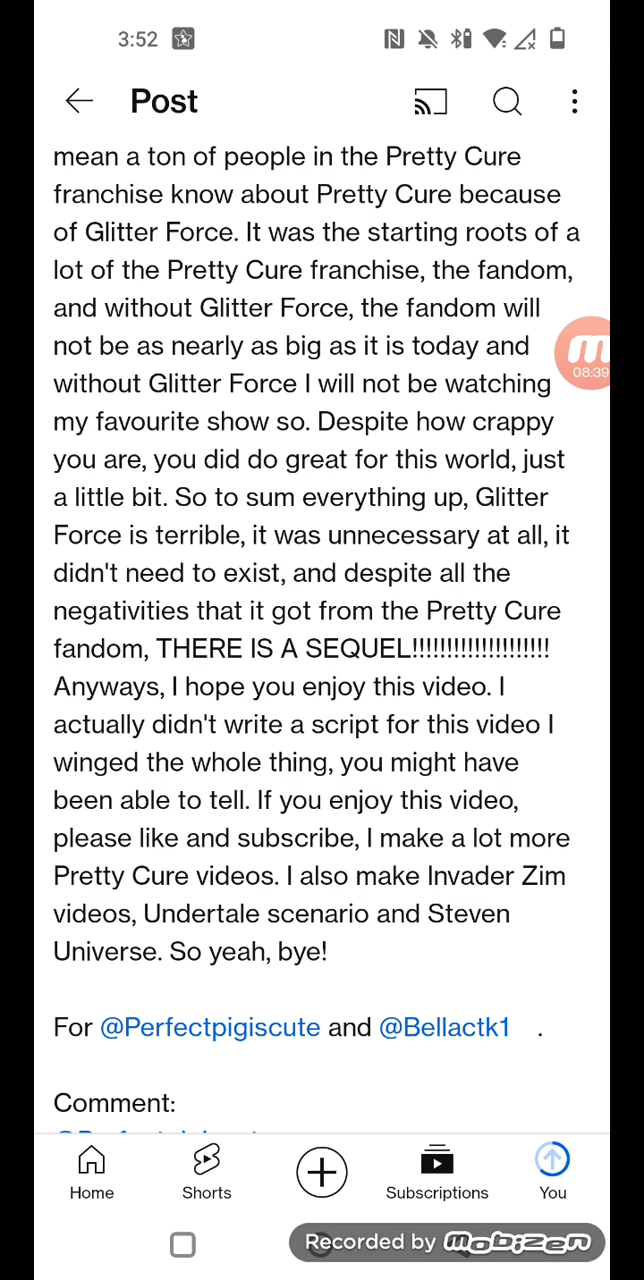 3:52
Post
mean a ton of people in the Pretty Cure
franchise know about Pretty Cure because
of Glitter Force. It was the starting roots of a
lot of the Pretty Cure franchise, the fandom,
and without Glitter Force, the fandom will
not be as nearly as big as it is today and
without Glitter Force I will not be watching
my favourite show so. Despite how crappy
you are, you did do great for this world, just
a little bit. So to sum everything up, Glitter
Force is terrible, it was unnecessary at all, it
didn't need to exist, and despite all the
negativities that it got from the Pretty Cure
fandom, THERE IS A SEQUEL!!!!!!!!!!!!!!!!!!!!
Anyways, I hope you enjoy this video. I
actually didn't write a script for this video I
winged the whole thing, you might have
been able to tell. If you enjoy this video,
please like and subscribe, I make a lot more
Pretty Cure videos. I also make Invader Zim
videos, Undertale scenario and Steven
Universe. So yeah, bye!
08:39
For @Perfectpigiscute and @Bellactk1 .
Comment:
Home Shorts Subscriptions You
Recorded by mobizen